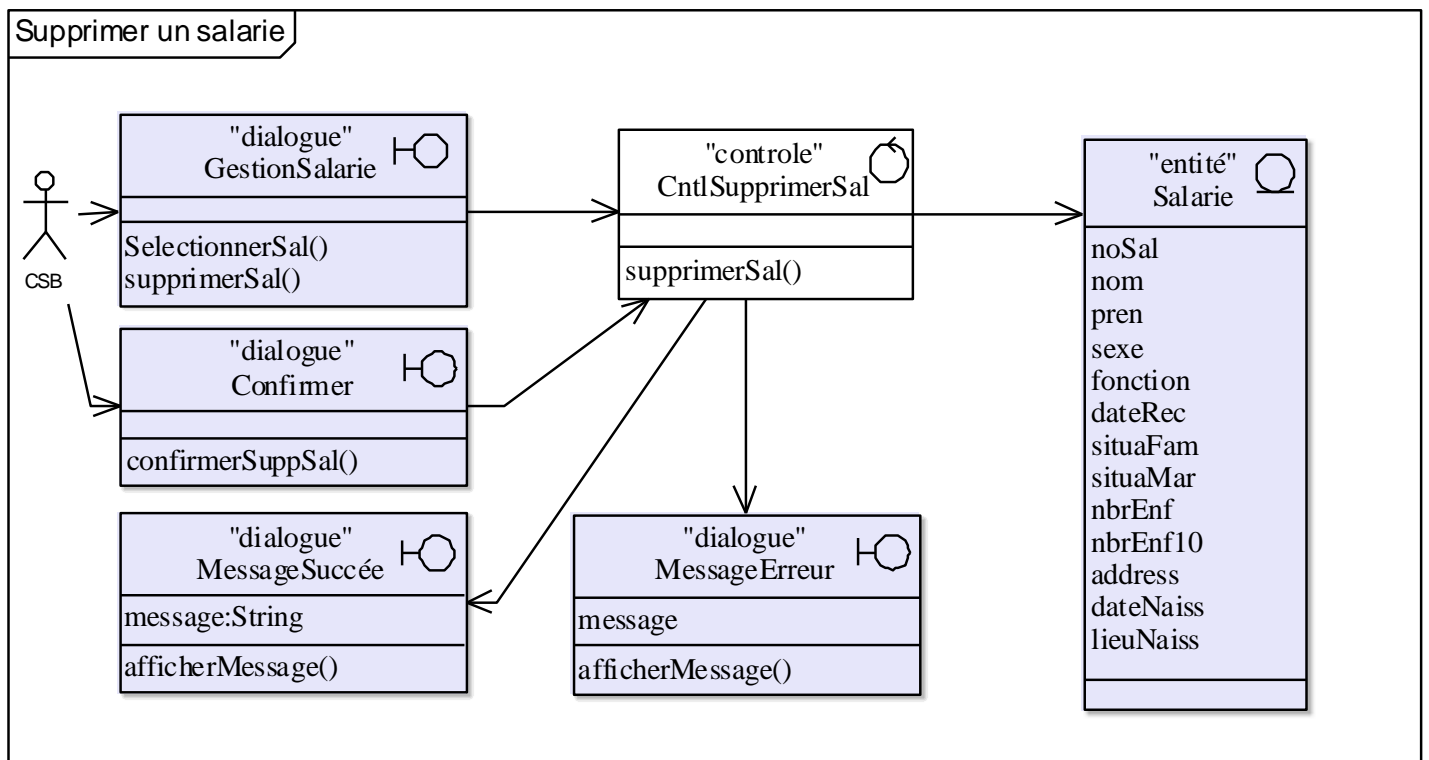 Supprimer un salarie
CSB
"dialogue"
GestionSalarie
SelectionnerSal()
supprimerSal()
"dialogue"
Confirmer
confirmerSuppSal()
"dialogue"
MessageSuccée
message:String
afficherMessage()
"controle"
CntlSupprimerSal
supprimerSal()
"dialogue"
MessageErreur
message
afficherMessage()
"entité"
Salarie
noSal
nom
pren
sexe
fonction
dateRec
situaFam
situaMar
nbrEnf
nbrEnf10
address
dateNaiss
lieuNaiss